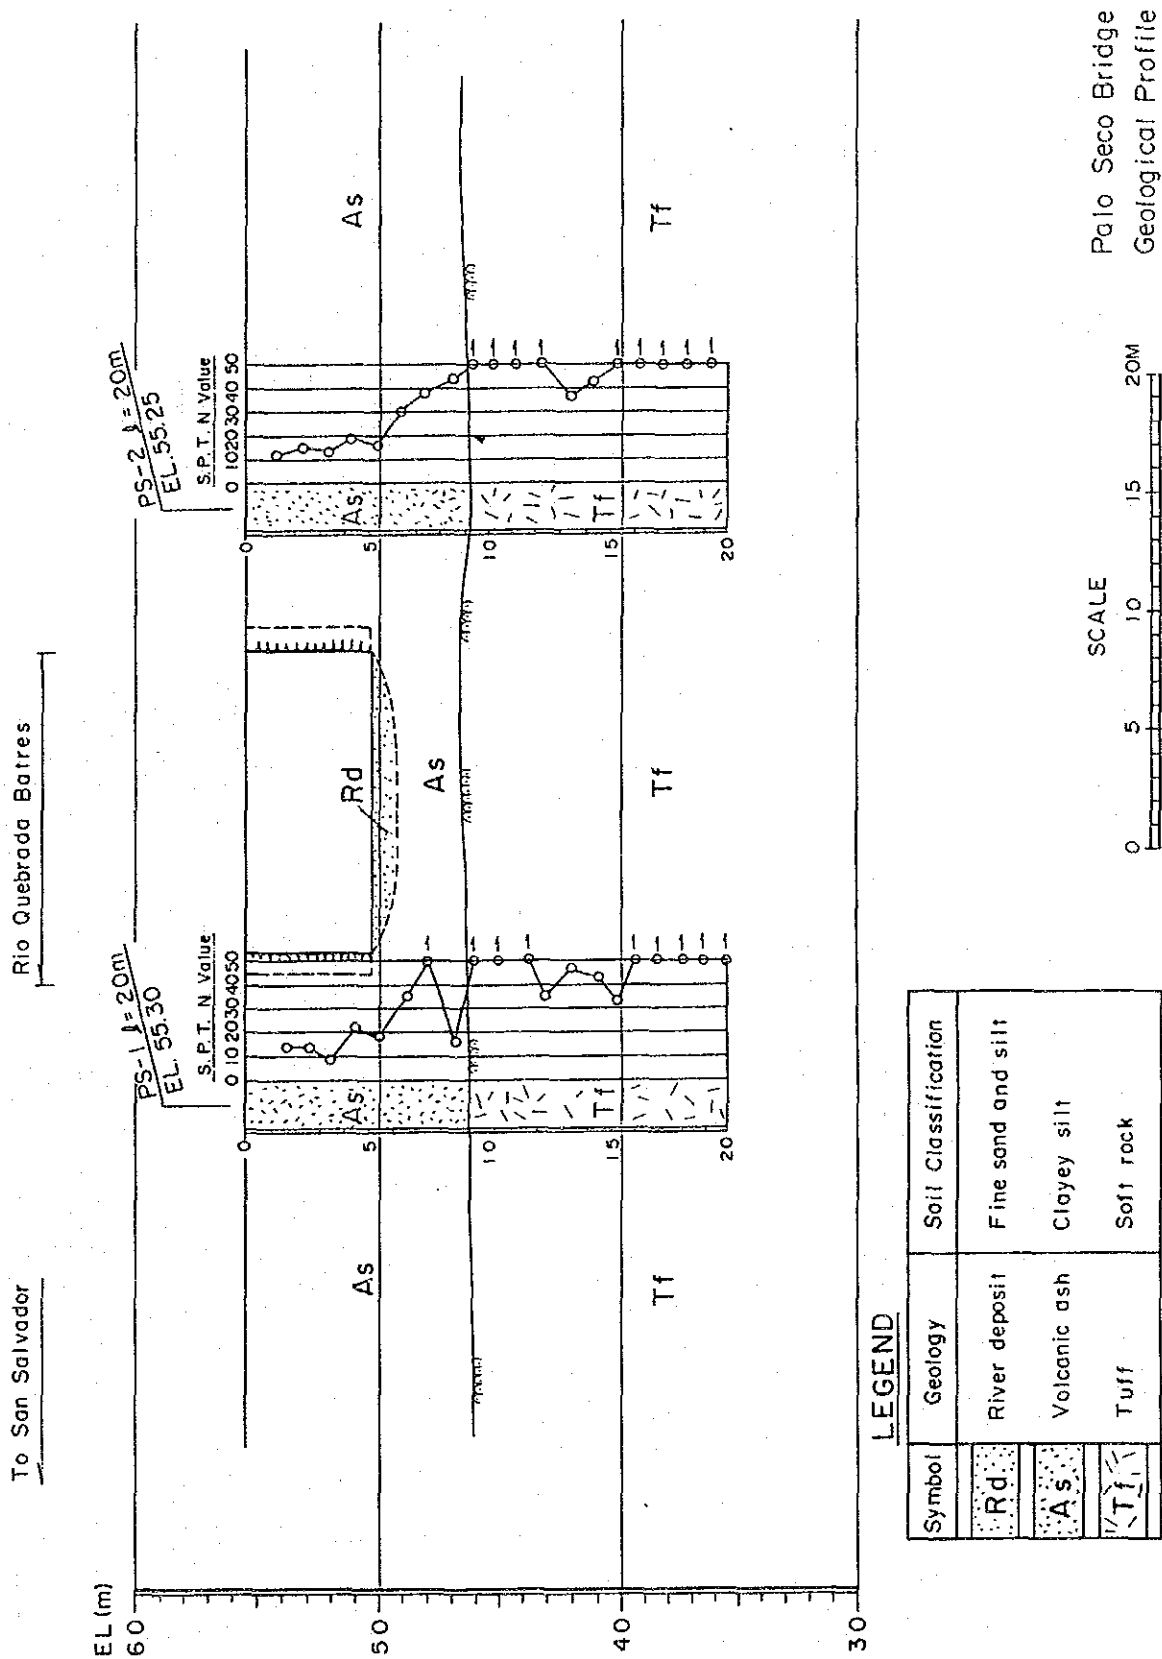 To San Salvador
Rio Quebrada Batres
PS-1 ℓ=20m
EL. 55.30
S.P.T. N Value
0 10 20 30 40 50
PS-2 ℓ=20m
EL. 55.25
S.P.T. N Value
0 10 20 30 40 50
EL (m)
60
50
40
30
0
5
10
15
20
As
Tf
0
5
10
15
20
As
Tf
As
Rd
As
As
Tf
Tf
Tf
LEGEND
Symbol Geology Soil Classification
Rd River deposit Fine sand and silt
As Volcanic ash Clayey silt
Tf Tuff Soft rock
SCALE
0 5 10 15 20M
Palo Seco Bridge
Geological Profile